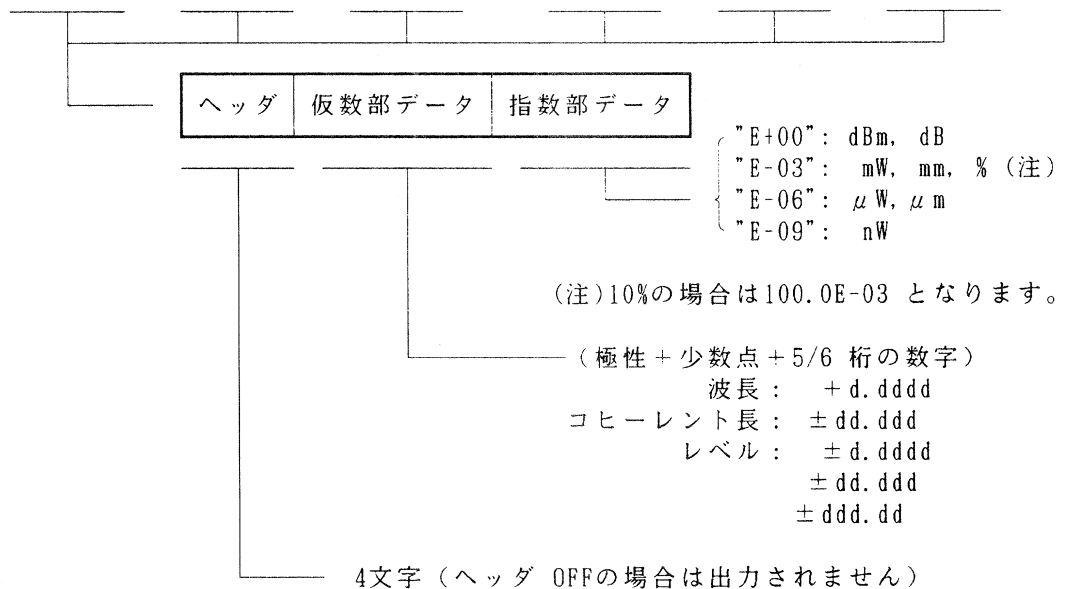 ヘッダ 仮数部データ 指数部データ
"E+00": dBm, dB
"E-03": mW, mm, % (注)
"E-06": μW, μm
"E-09": nW
(注)10%の場合は100.0E-03 となります。
(極性+少数点+5/6 桁の数字)
波長: +d.dddd
コヒーレント長: ±dd.ddd
レベル: ±d.dddd
±dd.ddd
±ddd.dd
4文字(ヘッダ OFFの場合は出力されません)